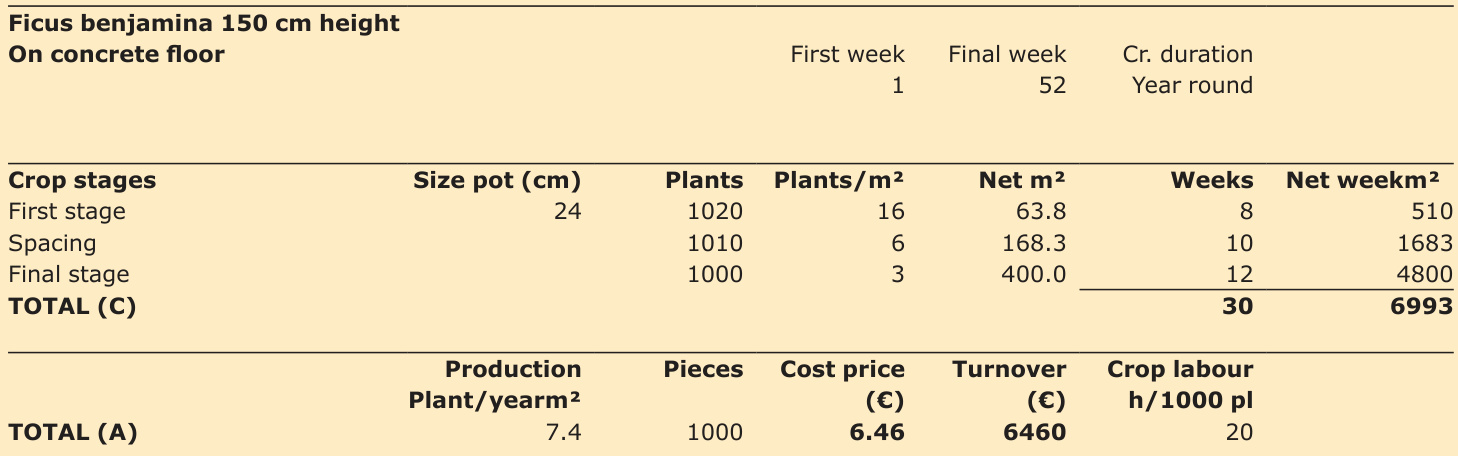 Ficus benjamina 150 cm height
On concrete floor First week Final week Cr. duration
1 52 Year round
Crop stages Size pot (cm) Plants Plants/m² Net m² Weeks Net weekm²
First stage 24 1020 16 63.8 8 510
Spacing 1010 6 168.3 10 1683
Final stage 1000 3 400.0 12 4800
TOTAL (C) 30 6993
Production Pieces Cost price Turnover Crop labour
Plant/yearm² (€) (€) h/1000 pl
TOTAL (A) 7.4 1000 6.46 6460 20